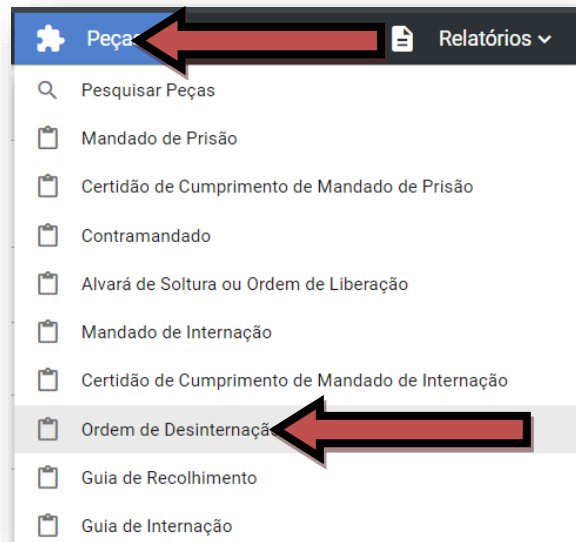 Peças Relatórios
Pesquisar Peças
Mandado de Prisão
Certidão de Cumprimento de Mandado de Prisão
Contramandado
Alvará de Soltura ou Ordem de Liberação
Mandado de Internação
Certidão de Cumprimento de Mandado de Internação
Ordem de Desinternação
Guia de Recolhimento
Guia de Internação